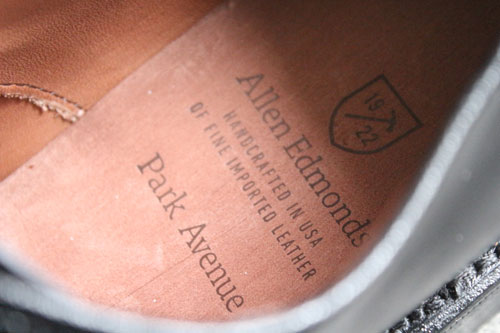 19
22
Allen Edmonds
HANDCRAFTED IN USA
OF FINE IMPORTED LEATHER
Park Avenue